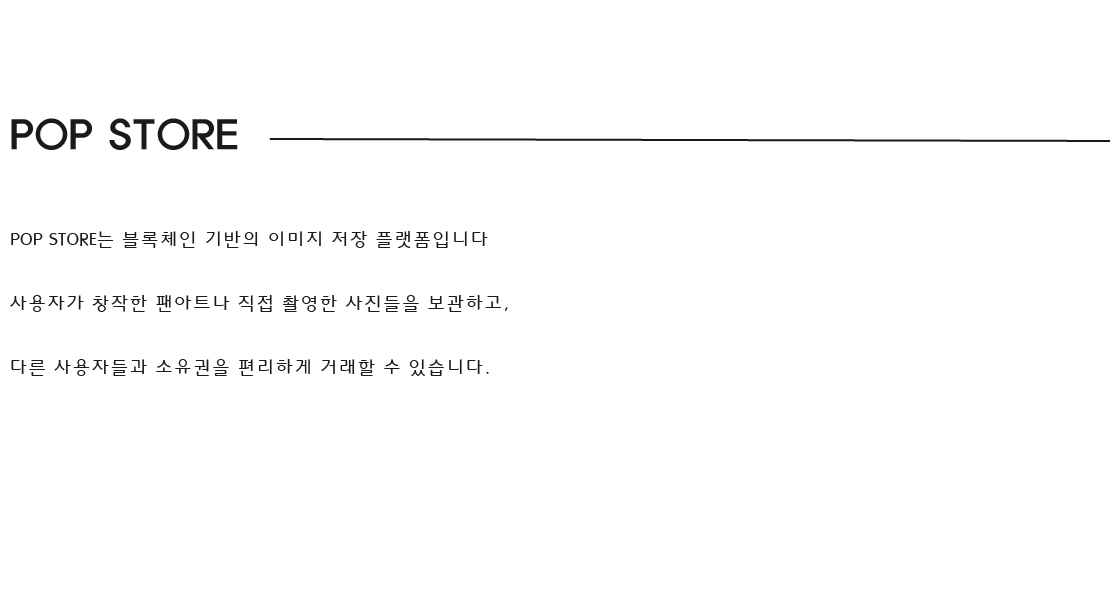 POP STORE
POP STORE는 블록체인 기반의 이미지 저장 플랫폼입니다
사용자가 창작한 팬아트나 직접 촬영한 사진들을 보관하고,
다른 사용자들과 소유권을 편리하게 거래할 수 있습니다.